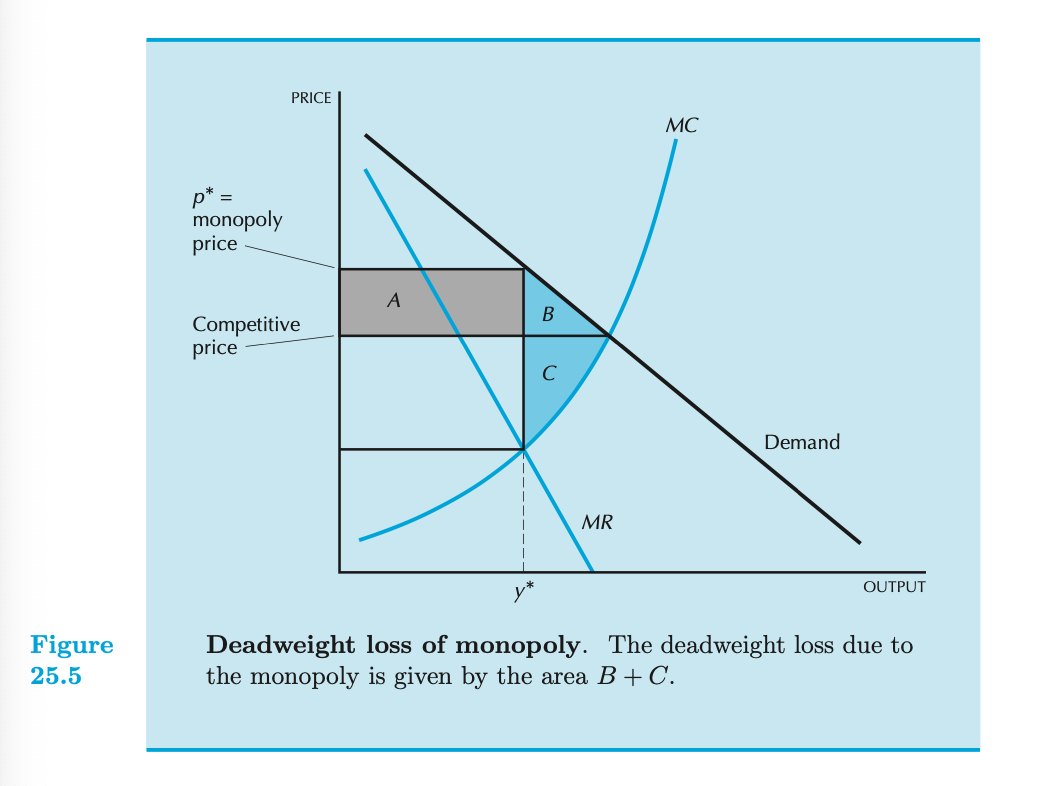 PRICE
MC
p* =
monopoly
price
A
B
Competitive
price
C
Demand
MR
y*
OUTPUT
Figure
25.5
Deadweight loss of monopoly. The deadweight loss due to
the monopoly is given by the area B + C.